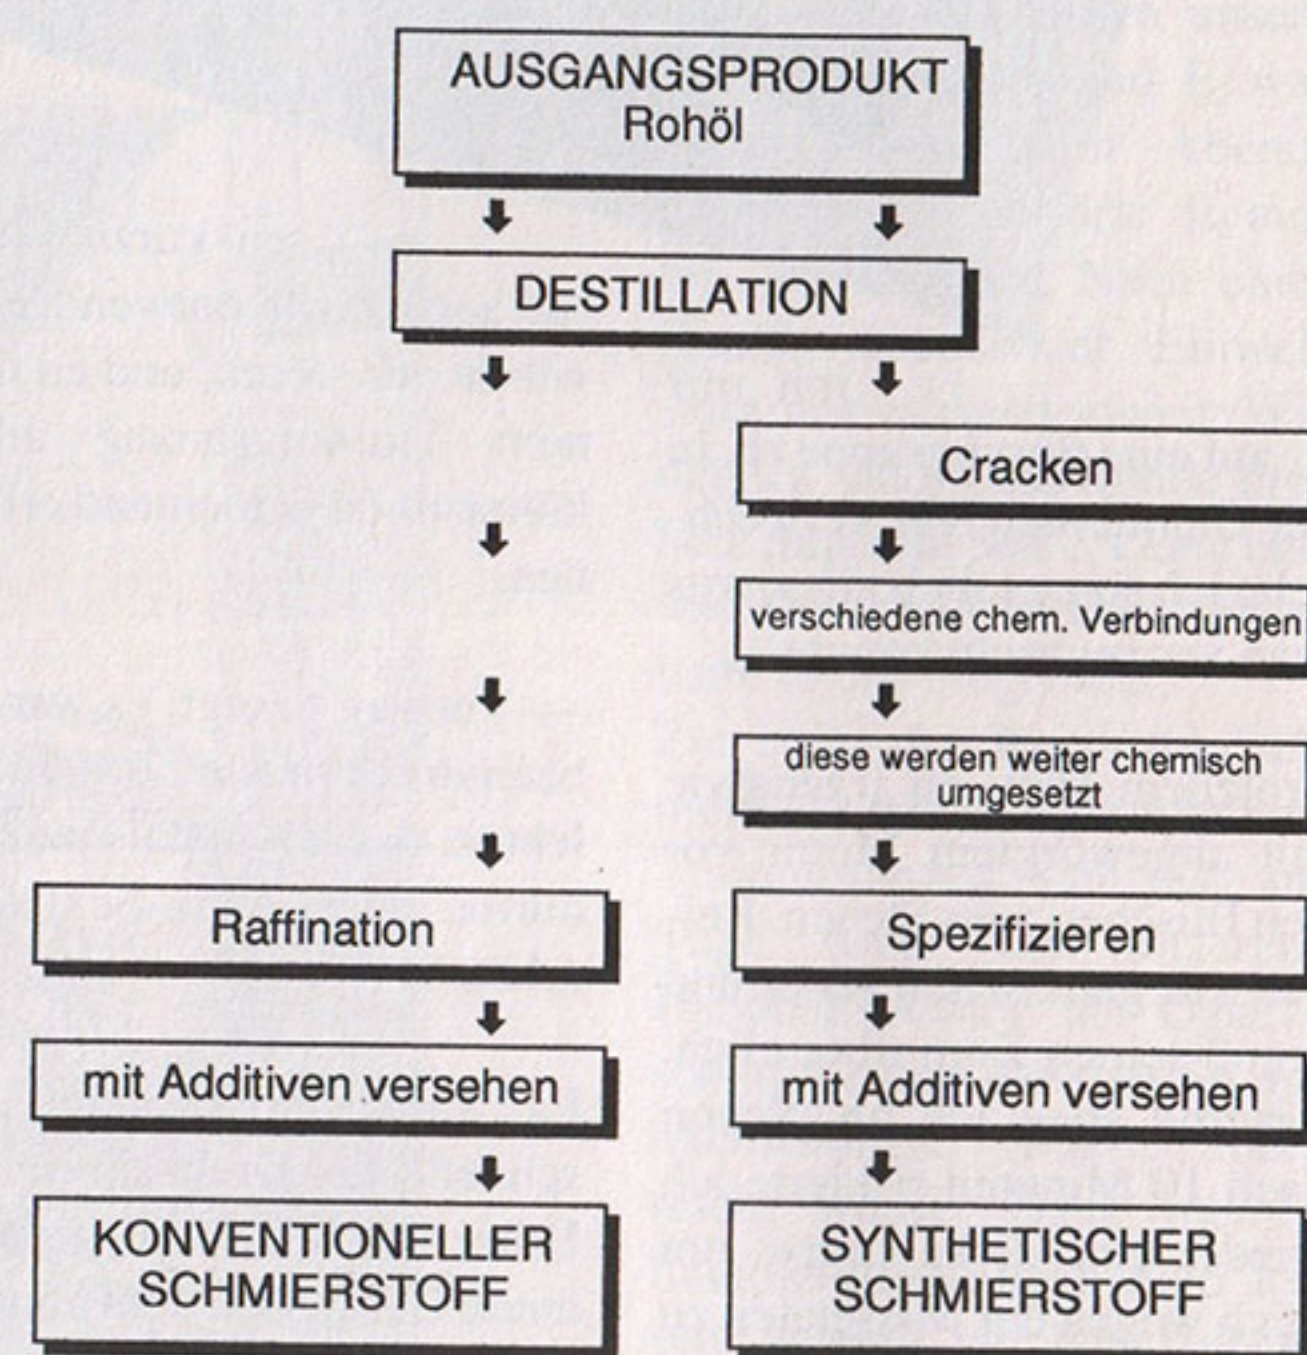 AUSGANGSPRODUKT
Rohöl
DESTILLATION
Cracken
verschiedene chem. Verbindungen
diese werden weiter chemisch
umgesetzt
Raffination
Spezifizieren
mit Additiven versehen
mit Additiven versehen
KONVENTIONELLER
SCHMIERSTOFF
SYNTHETISCHER
SCHMIERSTOFF